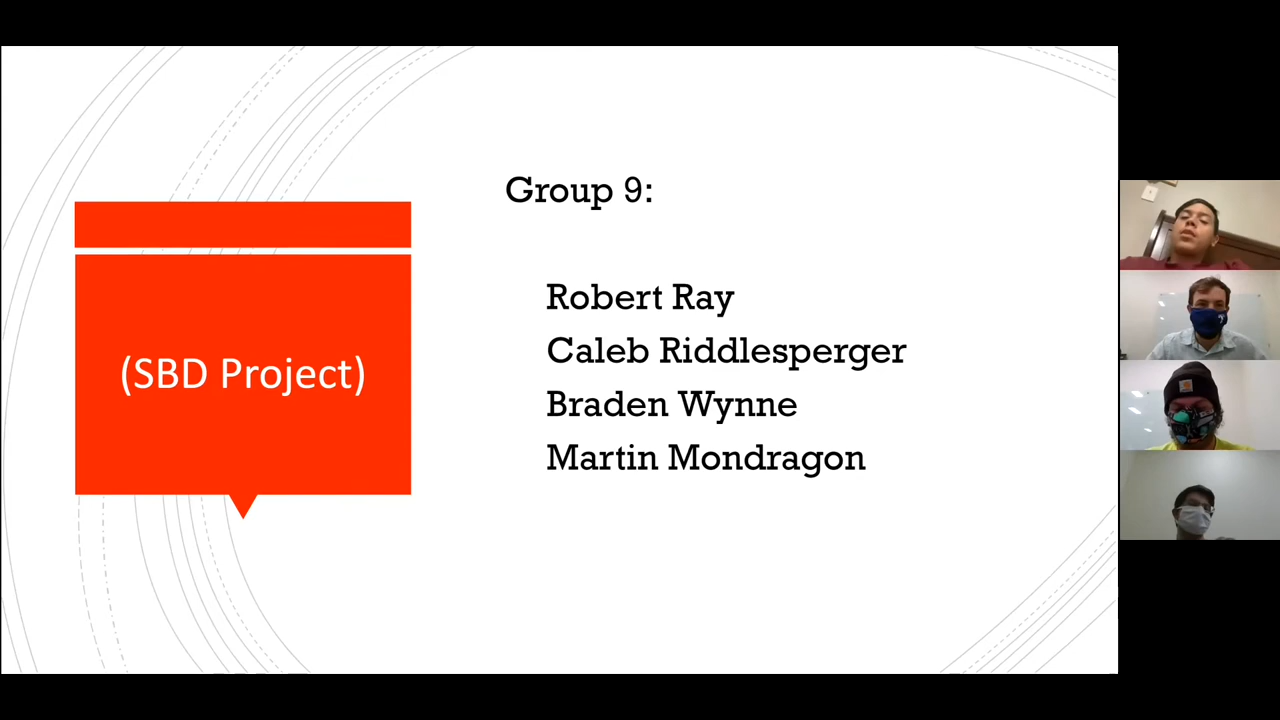 (SBD Project)
Group 9:
Robert Ray
Caleb Riddlesperger
Braden Wynne
Martin Mondragon